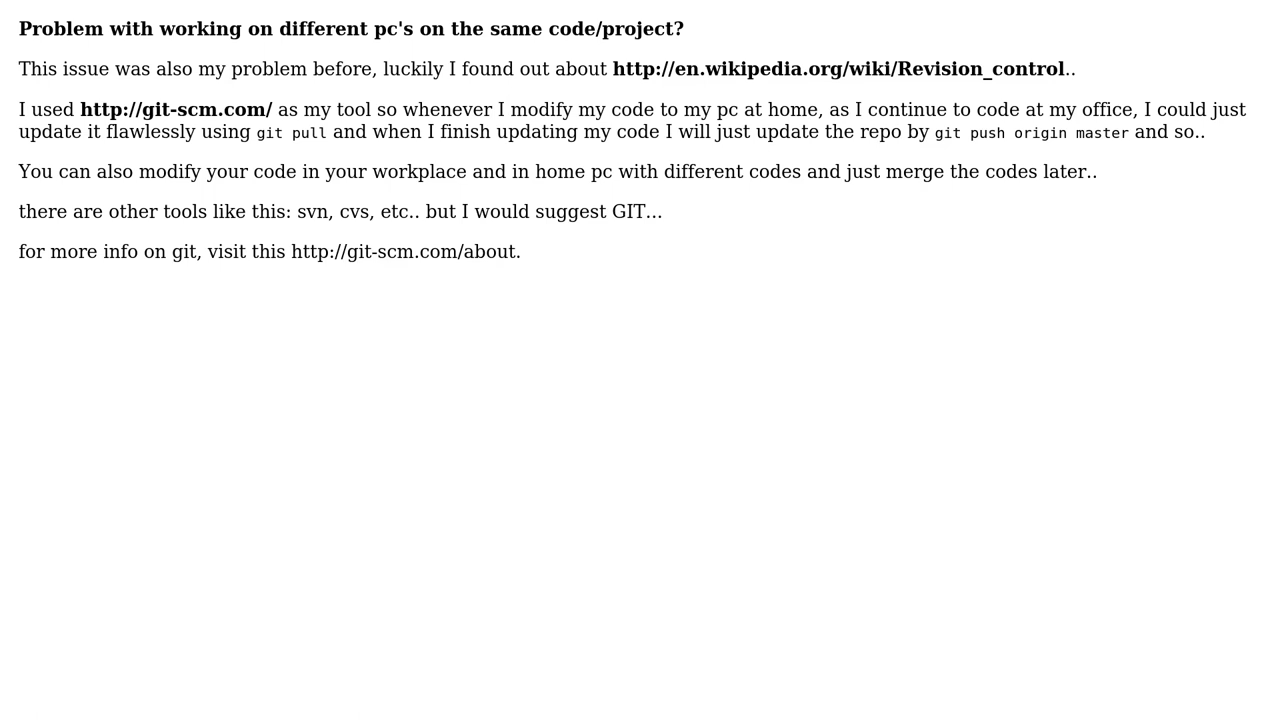 Problem with working on different pc's on the same code/project?
This issue was also my problem before, luckily I found out about http://en.wikipedia.org/wiki/Revision_control..
I used http://git-scm.com/ as my tool so whenever I modify my code to my pc at home, as I continue to code at my office, I could just
update it flawlessly using git pull and when I finish updating my code I will just update the repo by git push origin master and so..
You can also modify your code in your workplace and in home pc with different codes and just merge the codes later..
there are other tools like this: svn, cvs, etc.. but I would suggest GIT...
for more info on git, visit this http://git-scm.com/about.